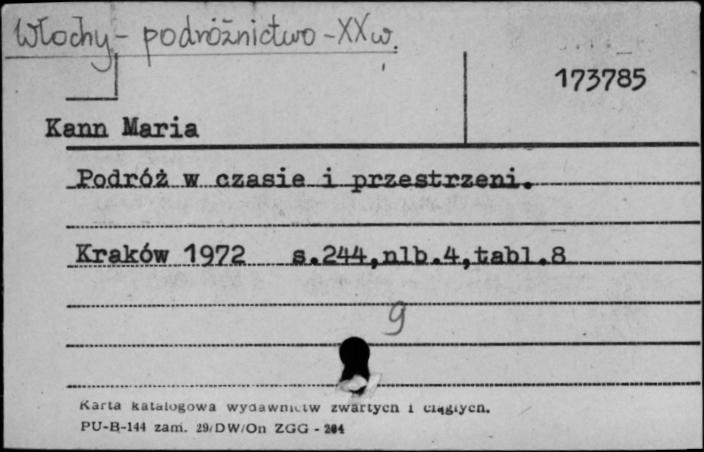 Włochy - podróżnictwo - XX w.
173785
Kann Maria
Podróż w czasie i przestrzeni.
Kraków 1972 s.244,nlb.4,tabl.8
g
Karta katalogowa wydawnictw zwartych i ciągłych.
PU-B-144 zam. 29/DW/On ZGG - 204